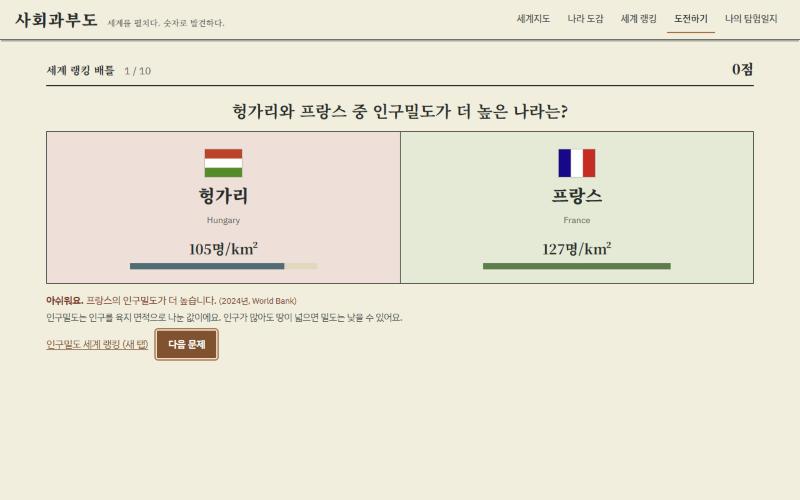 사회과부도 세계를 펼치다. 숫자로 발견하다.
세계지도 나라 도감 세계 랭킹 도전하기 나의 탐험일지
세계 랭킹 배틀 1 / 10 0점
헝가리와 프랑스 중 인구밀도가 더 높은 나라는?
헝가리
Hungary
105명/km²
프랑스
France
127명/km²
아쉬워요. 프랑스의 인구밀도가 더 높습니다. (2024년, World Bank)
인구밀도는 인구를 육지 면적으로 나눈 값이에요. 인구가 많아도 땅이 넓으면 밀도는 낮을 수 있어요.
인구밀도 세계 랭킹 (새 탭) 다음 문제